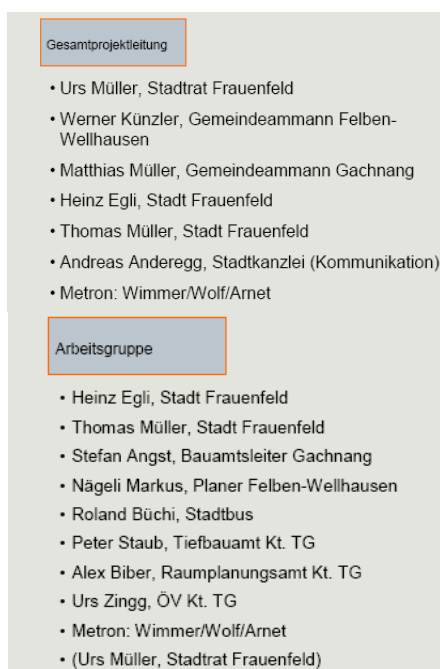 Gesamtprojektleitung
• Urs Müller, Stadtrat Frauenfeld
• Werner Künzler, Gemeindeammann Felben-
Wellhausen
• Matthias Müller, Gemeindeammann Gachnang
• Heinz Egli, Stadt Frauenfeld
• Thomas Müller, Stadt Frauenfeld
• Andreas Anderegg, Stadtkanzlei (Kommunikation)
• Metron: Wimmer/Wolf/Arnet
Arbeitsgruppe
• Heinz Egli, Stadt Frauenfeld
• Thomas Müller, Stadt Frauenfeld
• Stefan Angst, Bauamtsleiter Gachnang
• Nägeli Markus, Planer Felben-Wellhausen
• Roland Büchi, Stadtbus
• Peter Staub, Tiefbauamt Kt. TG
• Alex Biber, Raumplanungsamt Kt. TG
• Urs Zingg, ÖV Kt. TG
• Metron: Wimmer/Wolf/Arnet
• (Urs Müller, Stadtrat Frauenfeld)